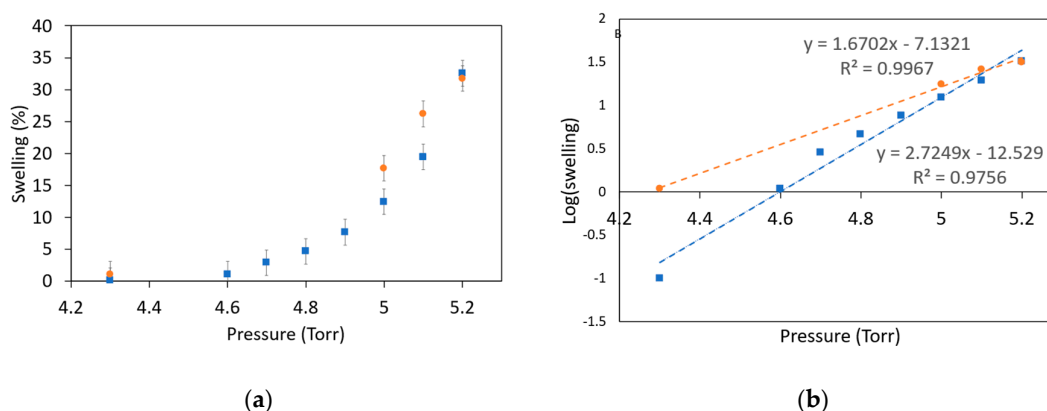 40
35
30
25
20
15
10
5
0
4.2 4.4 4.6 4.8 5 5.2
Swelling (%)
Pressure (Torr)
(a)
2
1.5
1
0.5
0
-0.5
-1
-1.5
B
y = 1.6702x - 7.1321
R² = 0.9967
y = 2.7249x - 12.529
R² = 0.9756
4.2 4.4 4.6 4.8 5 5.2
Log(swelling)
Pressure (Torr)
(b)